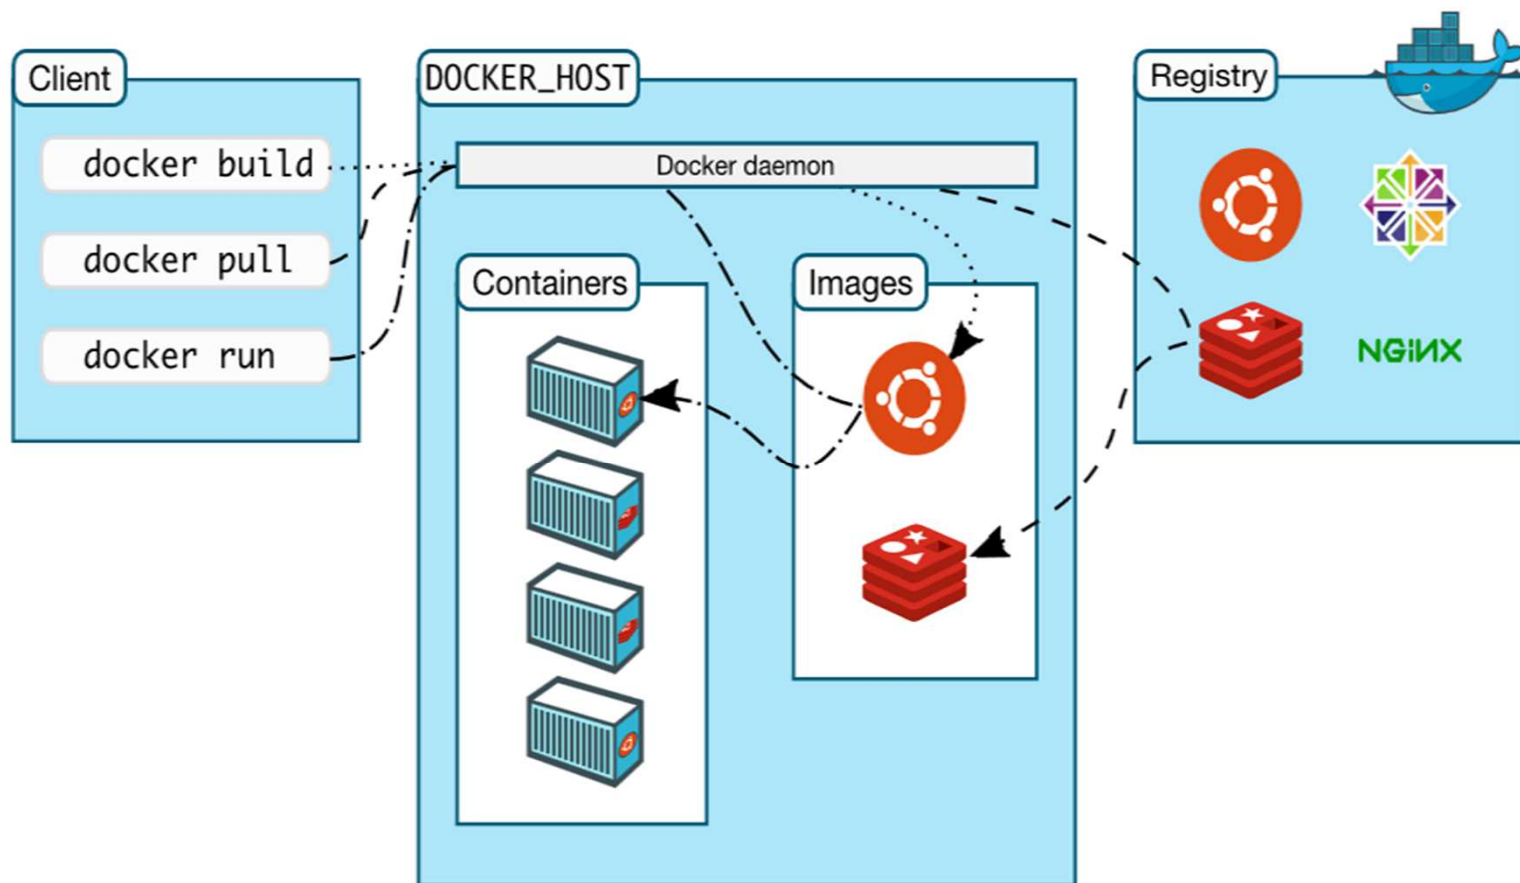 Client
docker build
docker pull
docker run
DOCKER_HOST
Docker daemon
Containers
Images
Registry
NGiNX